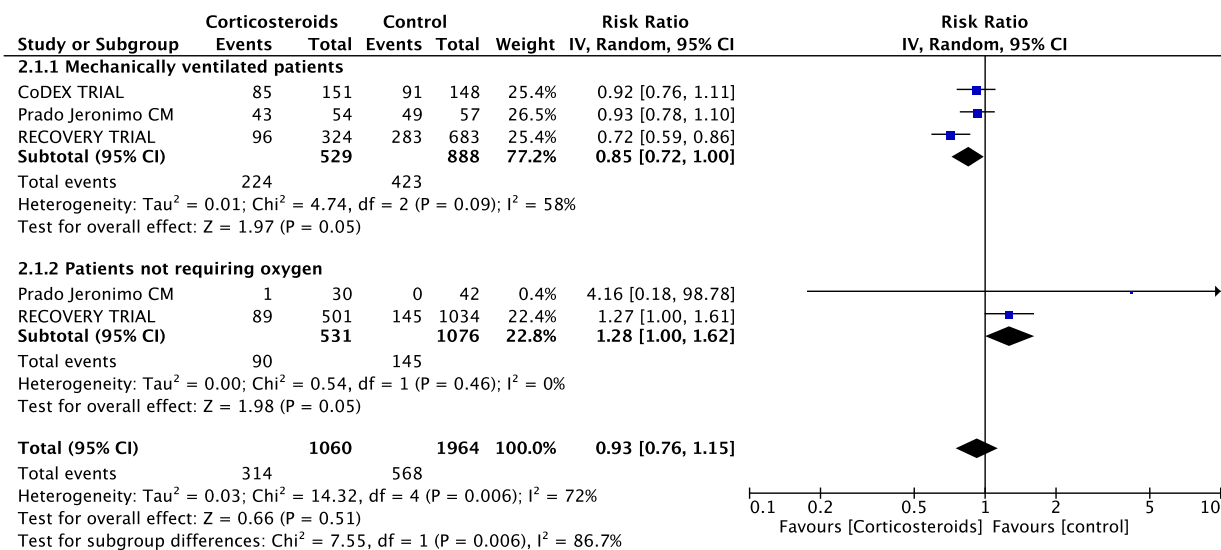 Corticosteroids Control Risk Ratio Risk Ratio
Study or Subgroup Events Total Events Total Weight IV, Random, 95% CI IV, Random, 95% CI
2.1.1 Mechanically ventilated patients
CoDEX TRIAL 85 151 91 148 25.4% 0.92 [0.76, 1.11]
Prado Jeronimo CM 43 54 49 57 26.5% 0.93 [0.78, 1.10]
RECOVERY TRIAL 96 324 283 683 25.4% 0.72 [0.59, 0.86]
Subtotal (95% CI) 529 888 77.2% 0.85 [0.72, 1.00]
Total events 224 423
Heterogeneity: Tau² = 0.01; Chi² = 4.74, df = 2 (P = 0.09); I² = 58%
Test for overall effect: Z = 1.97 (P = 0.05)
2.1.2 Patients not requiring oxygen
Prado Jeronimo CM 1 30 0 42 0.4% 4.16 [0.18, 98.78]
RECOVERY TRIAL 89 501 145 1034 22.4% 1.27 [1.00, 1.61]
Subtotal (95% CI) 531 1076 22.8% 1.28 [1.00, 1.62]
Total events 90 145
Heterogeneity: Tau² = 0.00; Chi² = 0.54, df = 1 (P = 0.46); I² = 0%
Test for overall effect: Z = 1.98 (P = 0.05)
Total (95% CI) 1060 1964 100.0% 0.93 [0.76, 1.15]
Total events 314 568
Heterogeneity: Tau² = 0.03; Chi² = 14.32, df = 4 (P = 0.006); I² = 72%
Test for overall effect: Z = 0.66 (P = 0.51)
Test for subgroup differences: Chi² = 7.55, df = 1 (P = 0.006), I² = 86.7%
0.1 0.2 0.5 1 2 5 10
Favours [Corticosteroids] Favours [control]